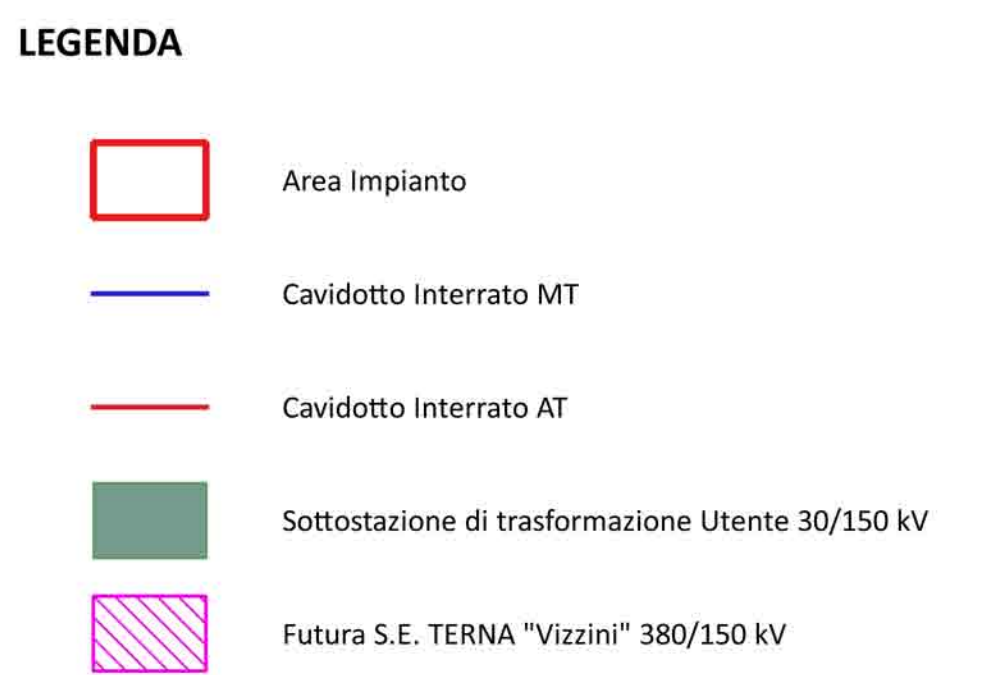 LEGENDA
Area Impianto
Cavidotto Interrato MT
Cavidotto Interrato AT
Sottostazione di trasformazione Utente 30/150 kV
Futura S.E. TERNA "Vizzini" 380/150 kV